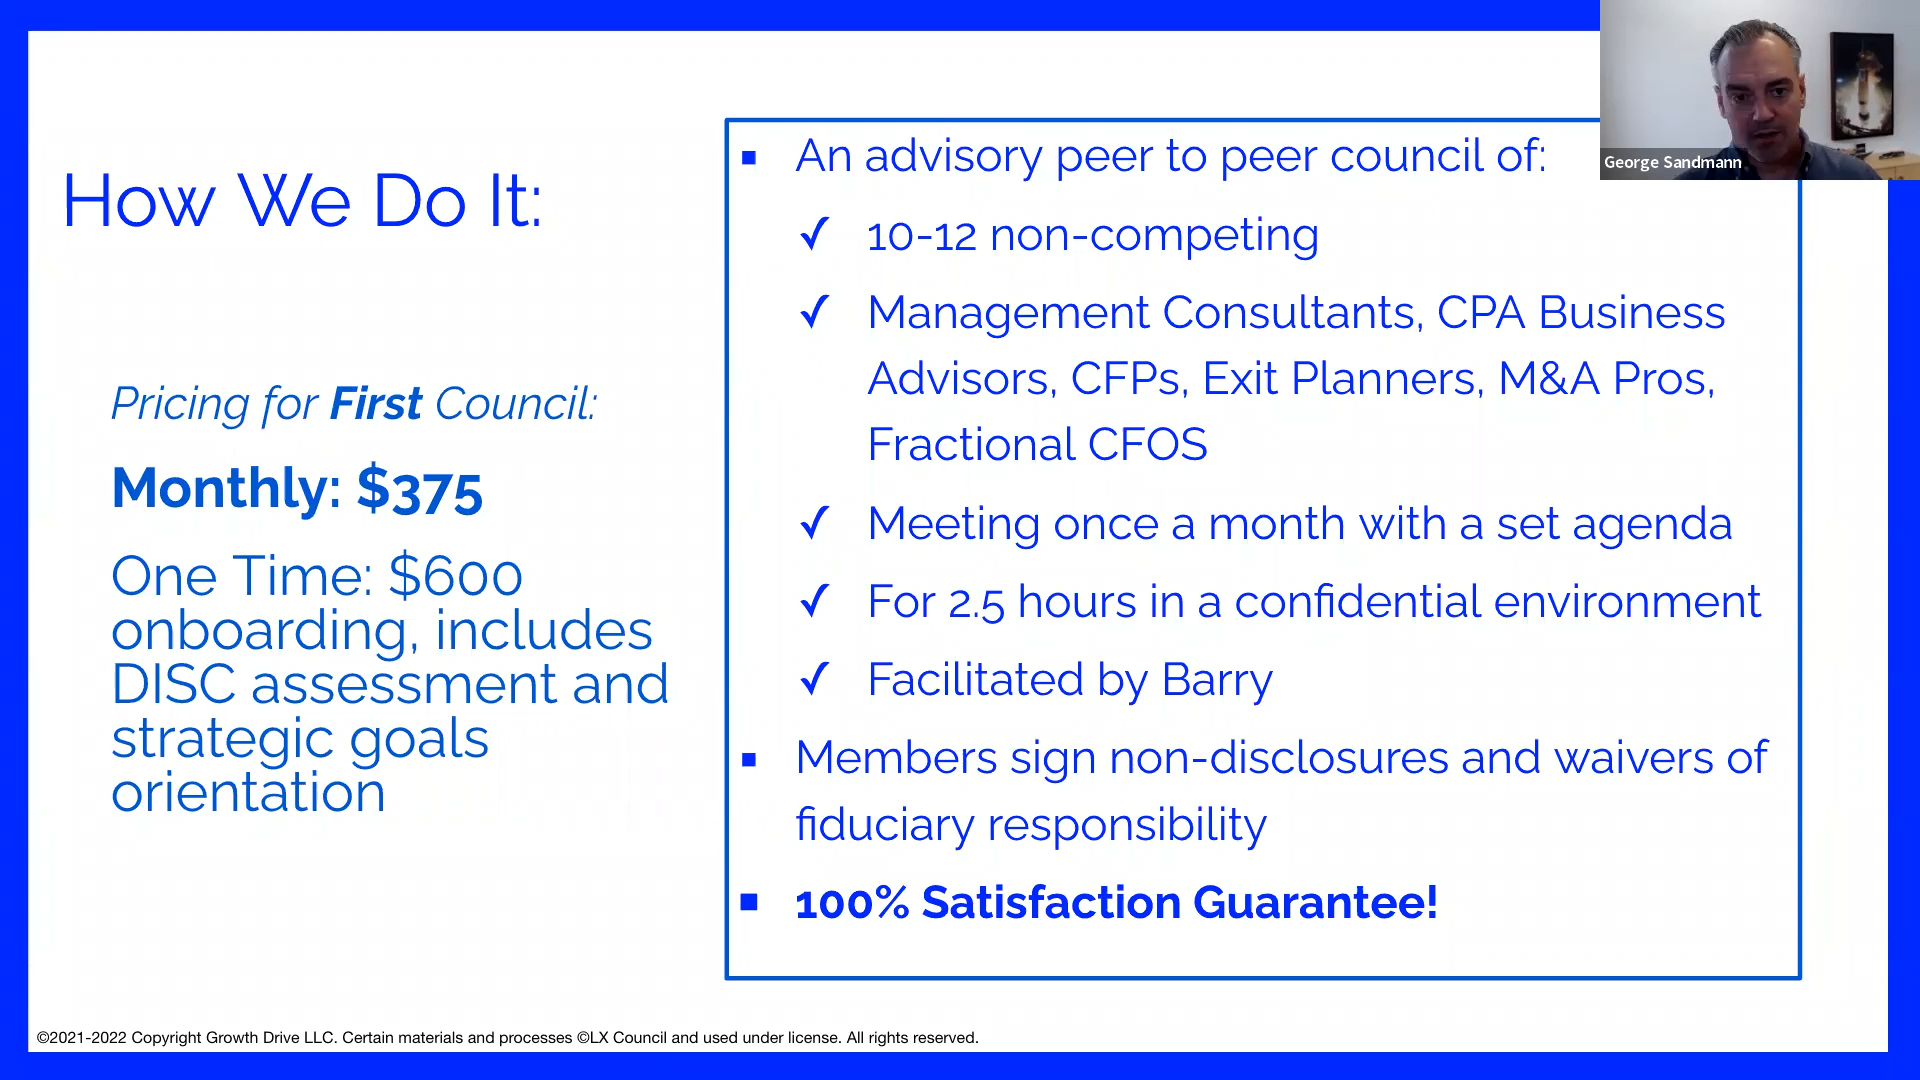 How We Do It:
Pricing for First Council:
Monthly: $375
One Time: $600
onboarding, includes
DISC assessment and
strategic goals
orientation
▪ An advisory peer to peer council of:
✓ 10-12 non-competing
✓ Management Consultants, CPA Business
Advisors, CFPs, Exit Planners, M&A Pros,
Fractional CFOS
✓ Meeting once a month with a set agenda
✓ For 2.5 hours in a confidential environment
✓ Facilitated by Barry
▪ Members sign non-disclosures and waivers of
fiduciary responsibility
▪ 100% Satisfaction Guarantee!
George Sandmann
©2021-2022 Copyright Growth Drive LLC. Certain materials and processes ©LX Council and used under license. All rights reserved.